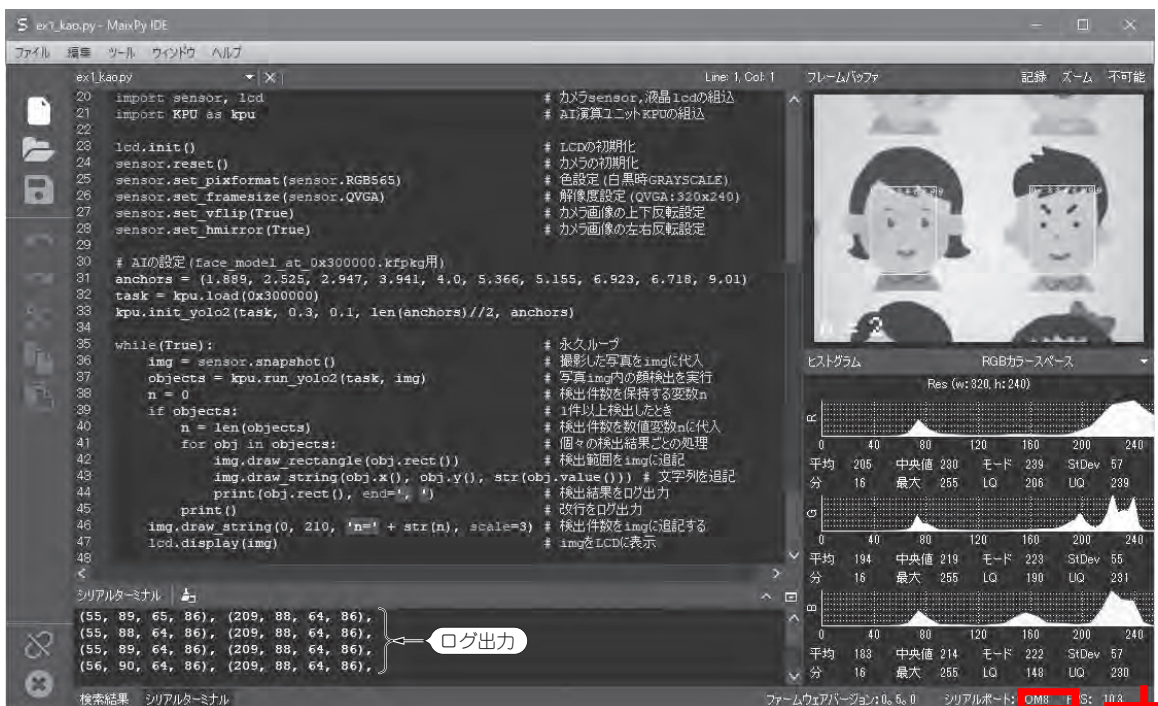 ex1_kao.py - MaixPy IDE
ファイル 編集 ツール ウィンドウ ヘルプ
ex1_kao.py
Line: 1, Col: 1
20 import sensor, lcd # カメラsensor,液晶lcdの組込
21 import KPU as kpu # AI演算ユニットKPUの組込
22
23 lcd.init() # LCDの初期化
24 sensor.reset() # カメラの初期化
25 sensor.set_pixformat(sensor.RGB565) # 色設定(白黒時GRAYSCALE)
26 sensor.set_framesize(sensor.QVGA) # 解像度設定(QVGA:320x240)
27 sensor.set_vflip(True) # カメラ画像の上下反転設定
28 sensor.set_hmirror(True) # カメラ画像の左右反転設定
29
30 # AIの設定(face_model_at_0x300000.kfpkg用)
31 anchors = (1.889, 2.525, 2.947, 3.941, 4.0, 5.366, 5.155, 6.923, 6.718, 9.01)
32 task = kpu.load(0x300000)
33 kpu.init_yolo2(task, 0.3, 0.1, len(anchors)//2, anchors)
34
35 while(True): # 永久ループ
36 img = sensor.snapshot() # 撮影した写真をimgに代入
37 objects = kpu.run_yolo2(task, img) # 写真img内の顔検出を実行
38 n = 0 # 検出件数を保持する変数n
39 if objects: # 1件以上検出したとき
40 n = len(objects) # 検出件数を数値変数nに代入
41 for obj in objects: # 個々の検出結果ごとの処理
42 img.draw_rectangle(obj.rect()) # 検出範囲をimgに追記
43 img.draw_string(obj.x(), obj.y(), str(obj.value())) # 文字列を追記
44 print(obj.rect(), end=', ') # 検出結果をログ出力
45 print() # 改行をログ出力
46 img.draw_string(0, 210, 'n=' + str(n), scale=3) # 検出件数をimgに追記する
47 lcd.display(img) # imgをLCDに表示
48
シリアルターミナル
(55, 89, 65, 86), (209, 88, 64, 86),
(55, 88, 64, 86), (209, 88, 64, 86),
(55, 89, 64, 86), (209, 88, 64, 86),
(56, 90, 64, 86), (209, 88, 64, 86),
ログ出力
検索結果 シリアルターミナル
フレームバッファ 記録 ズーム 不可能
n = 2
ヒストグラム RGBカラースペース
Res (w:320, h:240)
R
0 40 80 120 160 200 240
平均 205 中央値 230 モード 239 StDev 57
分 16 最大 255 LQ 206 UQ 239
G
0 40 80 120 160 200 240
平均 194 中央値 219 モード 223 StDev 55
分 16 最大 255 LQ 190 UQ 231
B
0 40 80 120 160 200 240
平均 183 中央値 214 モード 222 StDev 57
分 16 最大 255 LQ 148 UQ 230
ファームウェアバージョン: 0。5。0 シリアルポート: OM8